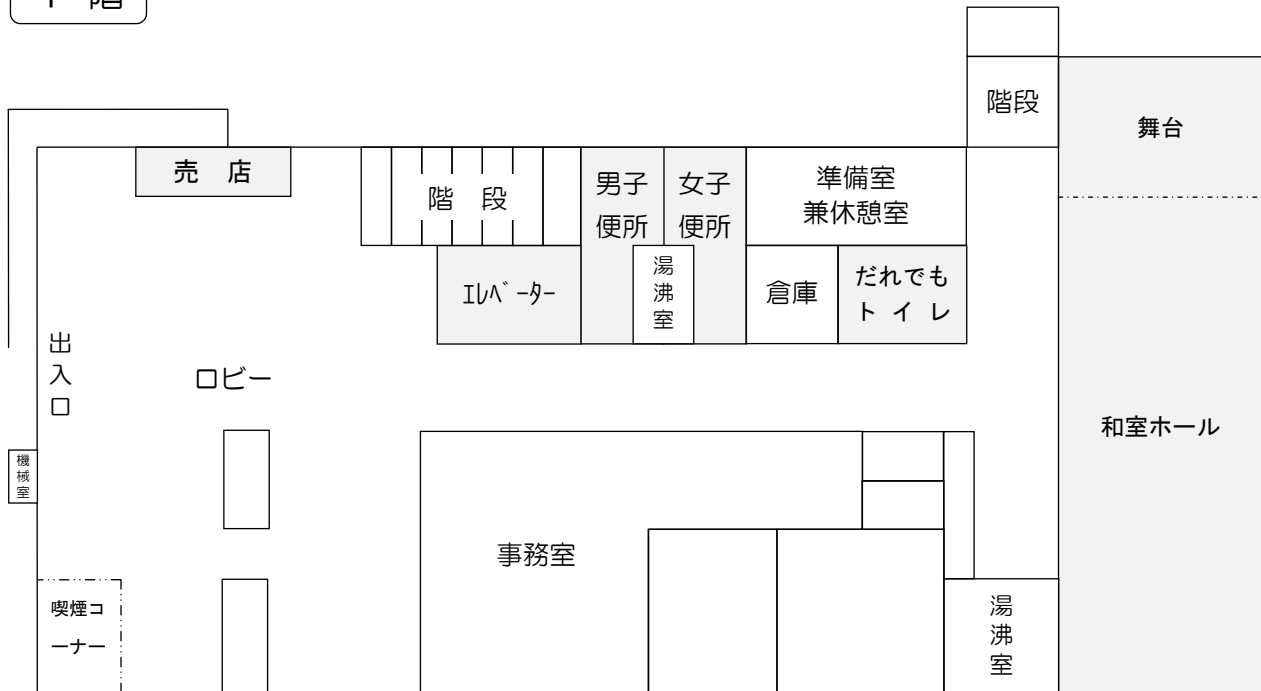 階
階段
舞台
売 店
階 段
男子
便所
女子
便所
準備室
兼休憩室
湯沸室
エレベーター
倉庫
だれでも
トイレ
出入口
ロビー
和室ホール
機械室
事務室
喫煙コ
ーナー
湯沸室